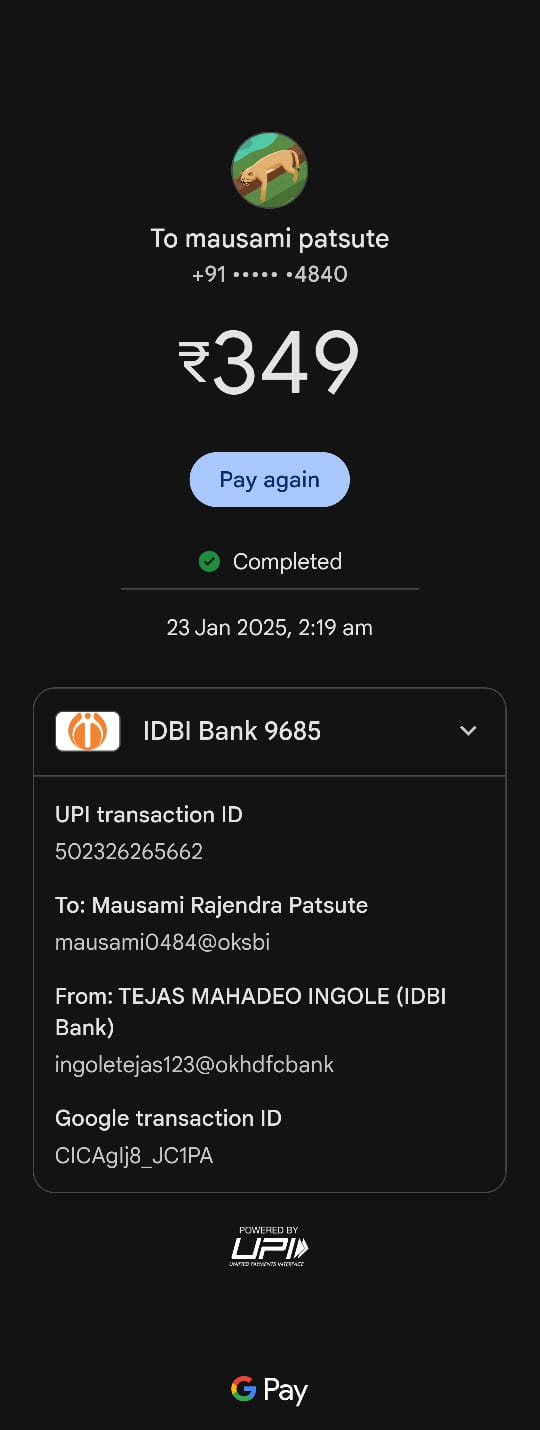 To mausami patsute
+91 ••••• •4840
₹349
Pay again
Completed
23 Jan 2025, 2:19 am
IDBI Bank 9685
UPI transaction ID
502326265662
To: Mausami Rajendra Patsute
mausami0484@oksbi
From: TEJAS MAHADEO INGOLE (IDBI
Bank)
ingoletejas123@okhdfcbank
Google transaction ID
CICAgIj8_JC1PA
POWERED BY
UPI
UNIFIED PAYMENTS INTERFACE
G Pay